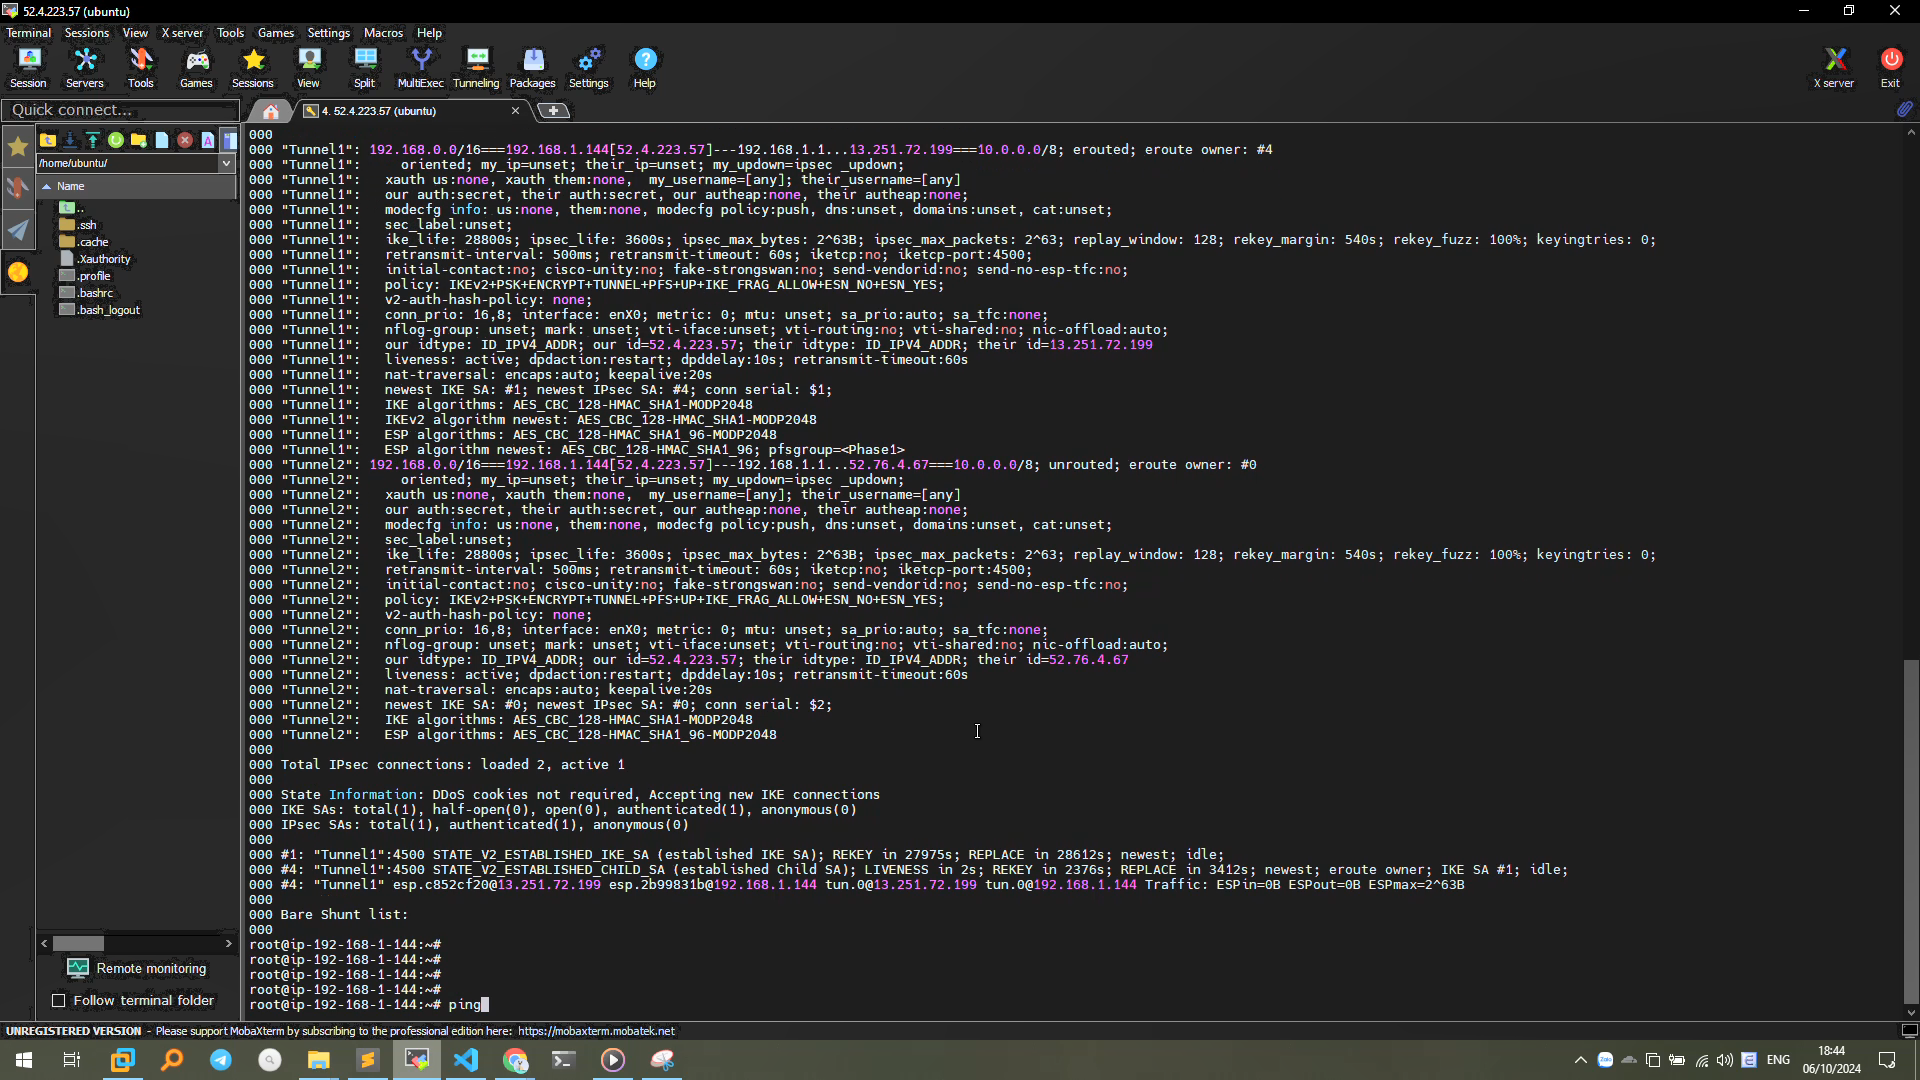 52.4.223.57 (ubuntu)
Terminal Sessions View X server Tools Games Settings Macros Help
Session Servers Tools Games Sessions View Split MultiExec Tunneling Packages Settings Help X server Exit
Quick connect...
4. 52.4.223.57 (ubuntu)
/home/ubuntu/
Name
..
.ssh
.cache
.Xauthority
.profile
.bashrc
.bash_logout
Remote monitoring
Follow terminal folder
000
000 "Tunnel1": 192.168.0.0/16===192.168.1.144[52.4.223.57]---192.168.1.1...13.251.72.199===10.0.0.0/8; erouted; eroute owner: #4
000 "Tunnel1":     oriented; my_ip=unset; their_ip=unset; my_updown=ipsec _updown;
000 "Tunnel1":   xauth us:none, xauth them:none,  my_username=[any]; their_username=[any]
000 "Tunnel1":   our auth:secret, their auth:secret, our autheap:none, their autheap:none;
000 "Tunnel1":   modecfg info: us:none, them:none, modecfg policy:push, dns:unset, domains:unset, cat:unset;
000 "Tunnel1":   sec_label:unset;
000 "Tunnel1":   ike_life: 28800s; ipsec_life: 3600s; ipsec_max_bytes: 2^63B; ipsec_max_packets: 2^63; replay_window: 128; rekey_margin: 540s; rekey_fuzz: 100%; keyingtries: 0;
000 "Tunnel1":   retransmit-interval: 500ms; retransmit-timeout: 60s; iketcp:no; iketcp-port:4500;
000 "Tunnel1":   initial-contact:no; cisco-unity:no; fake-strongswan:no; send-vendorid:no; send-no-esp-tfc:no;
000 "Tunnel1":   policy: IKEv2+PSK+ENCRYPT+TUNNEL+PFS+UP+IKE_FRAG_ALLOW+ESN_NO+ESN_YES;
000 "Tunnel1":   v2-auth-hash-policy: none;
000 "Tunnel1":   conn_prio: 16,8; interface: enX0; metric: 0; mtu: unset; sa_prio:auto; sa_tfc:none;
000 "Tunnel1":   nflog-group: unset; mark: unset; vti-iface:unset; vti-routing:no; vti-shared:no; nic-offload:auto;
000 "Tunnel1":   our idtype: ID_IPV4_ADDR; our id=52.4.223.57; their idtype: ID_IPV4_ADDR; their id=13.251.72.199
000 "Tunnel1":   liveness: active; dpdaction:restart; dpddelay:10s; retransmit-timeout:60s
000 "Tunnel1":   nat-traversal: encaps:auto; keepalive:20s
000 "Tunnel1":   newest IKE SA: #1; newest IPsec SA: #4; conn serial: $1;
000 "Tunnel1":   IKE algorithms: AES_CBC_128-HMAC_SHA1-MODP2048
000 "Tunnel1":   IKEv2 algorithm newest: AES_CBC_128-HMAC_SHA1-MODP2048
000 "Tunnel1":   ESP algorithms: AES_CBC_128-HMAC_SHA1_96-MODP2048
000 "Tunnel1":   ESP algorithm newest: AES_CBC_128-HMAC_SHA1_96; pfsgroup=<Phase1>
000 "Tunnel2": 192.168.0.0/16===192.168.1.144[52.4.223.57]---192.168.1.1...52.76.4.67===10.0.0.0/8; unrouted; eroute owner: #0
000 "Tunnel2":     oriented; my_ip=unset; their_ip=unset; my_updown=ipsec _updown;
000 "Tunnel2":   xauth us:none, xauth them:none,  my_username=[any]; their_username=[any]
000 "Tunnel2":   our auth:secret, their auth:secret, our autheap:none, their autheap:none;
000 "Tunnel2":   modecfg info: us:none, them:none, modecfg policy:push, dns:unset, domains:unset, cat:unset;
000 "Tunnel2":   sec_label:unset;
000 "Tunnel2":   ike_life: 28800s; ipsec_life: 3600s; ipsec_max_bytes: 2^63B; ipsec_max_packets: 2^63; replay_window: 128; rekey_margin: 540s; rekey_fuzz: 100%; keyingtries: 0;
000 "Tunnel2":   retransmit-interval: 500ms; retransmit-timeout: 60s; iketcp:no; iketcp-port:4500;
000 "Tunnel2":   initial-contact:no; cisco-unity:no; fake-strongswan:no; send-vendorid:no; send-no-esp-tfc:no;
000 "Tunnel2":   policy: IKEv2+PSK+ENCRYPT+TUNNEL+PFS+UP+IKE_FRAG_ALLOW+ESN_NO+ESN_YES;
000 "Tunnel2":   v2-auth-hash-policy: none;
000 "Tunnel2":   conn_prio: 16,8; interface: enX0; metric: 0; mtu: unset; sa_prio:auto; sa_tfc:none;
000 "Tunnel2":   nflog-group: unset; mark: unset; vti-iface:unset; vti-routing:no; vti-shared:no; nic-offload:auto;
000 "Tunnel2":   our idtype: ID_IPV4_ADDR; our id=52.4.223.57; their idtype: ID_IPV4_ADDR; their id=52.76.4.67
000 "Tunnel2":   liveness: active; dpdaction:restart; dpddelay:10s; retransmit-timeout:60s
000 "Tunnel2":   nat-traversal: encaps:auto; keepalive:20s
000 "Tunnel2":   newest IKE SA: #0; newest IPsec SA: #0; conn serial: $2;
000 "Tunnel2":   IKE algorithms: AES_CBC_128-HMAC_SHA1-MODP2048
000 "Tunnel2":   ESP algorithms: AES_CBC_128-HMAC_SHA1_96-MODP2048
000
000 Total IPsec connections: loaded 2, active 1
000
000 State Information: DDoS cookies not required, Accepting new IKE connections
000 IKE SAs: total(1), half-open(0), open(0), authenticated(1), anonymous(0)
000 IPsec SAs: total(1), authenticated(1), anonymous(0)
000
000 #1: "Tunnel1":4500 STATE_V2_ESTABLISHED_IKE_SA (established IKE SA); REKEY in 27975s; REPLACE in 28612s; newest; idle;
000 #4: "Tunnel1":4500 STATE_V2_ESTABLISHED_CHILD_SA (established Child SA); LIVENESS in 2s; REKEY in 2376s; REPLACE in 3412s; newest; eroute owner; IKE SA #1; idle;
000 #4: "Tunnel1" esp.c852cf20@13.251.72.199 esp.2b99831b@192.168.1.144 tun.0@13.251.72.199 tun.0@192.168.1.144 Traffic: ESPin=0B ESPout=0B ESPmax=2^63B
000
000 Bare Shunt list:
000
root@ip-192-168-1-144:~#
root@ip-192-168-1-144:~#
root@ip-192-168-1-144:~#
root@ip-192-168-1-144:~#
root@ip-192-168-1-144:~# ping
UNREGISTERED VERSION - Please support MobaXterm by subscribing to the professional edition here: https://mobaxterm.mobatek.net
Zalo
E
ENG
18:44
06/10/2024